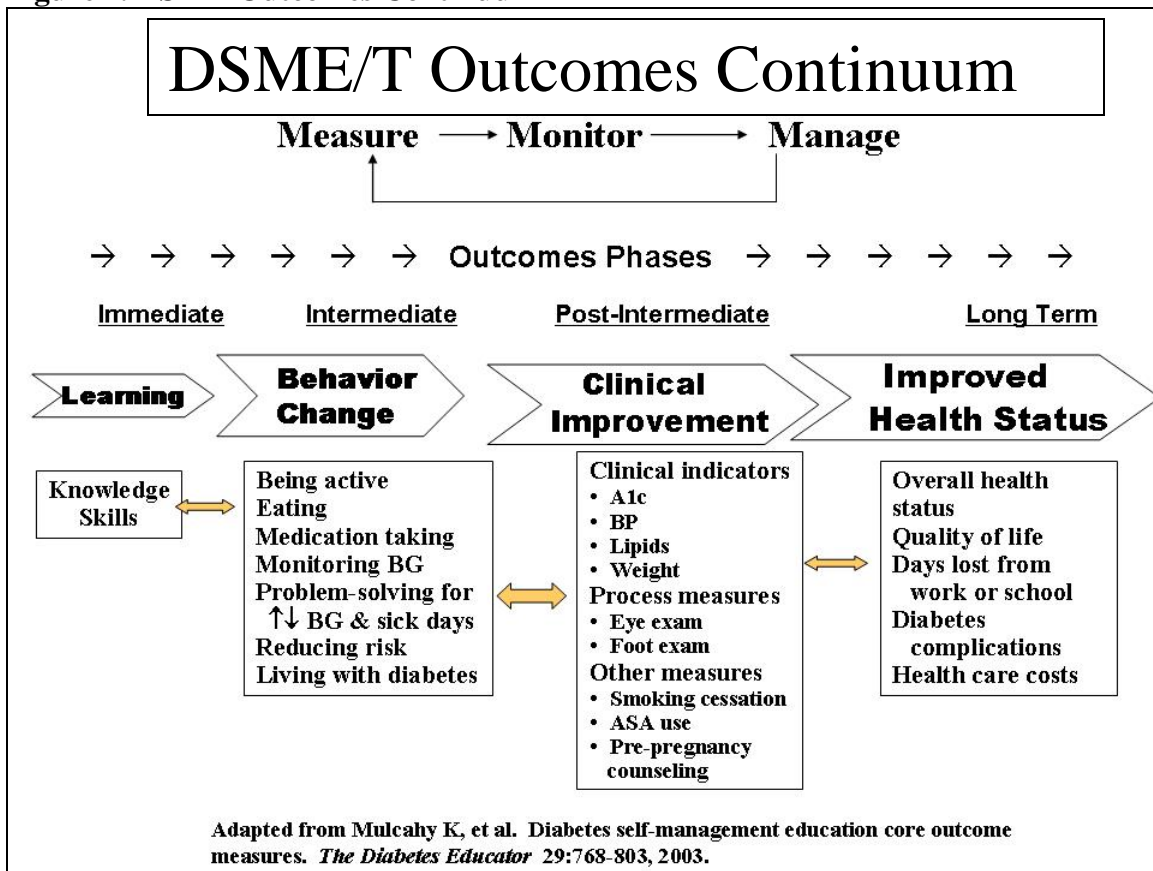 DSME/T Outcomes Continuum
Measure → Monitor → Manage
→ → → → → → Outcomes Phases → → → → → →
Immediate Intermediate Post-Intermediate Long Term
Learning
Behavior
Change
Clinical
Improvement
Improved
Health Status
Knowledge
Skills
Being active
Eating
Medication taking
Monitoring BG
Problem-solving for
↑↓ BG & sick days
Reducing risk
Living with diabetes
Clinical indicators
• A1c
• BP
• Lipids
• Weight
Process measures
• Eye exam
• Foot exam
Other measures
• Smoking cessation
• ASA use
• Pre-pregnancy
counseling
Overall health
status
Quality of life
Days lost from
work or school
Diabetes
complications
Health care costs
Adapted from Mulcahy K, et al. Diabetes self-management education core outcome
measures. The Diabetes Educator 29:768-803, 2003.